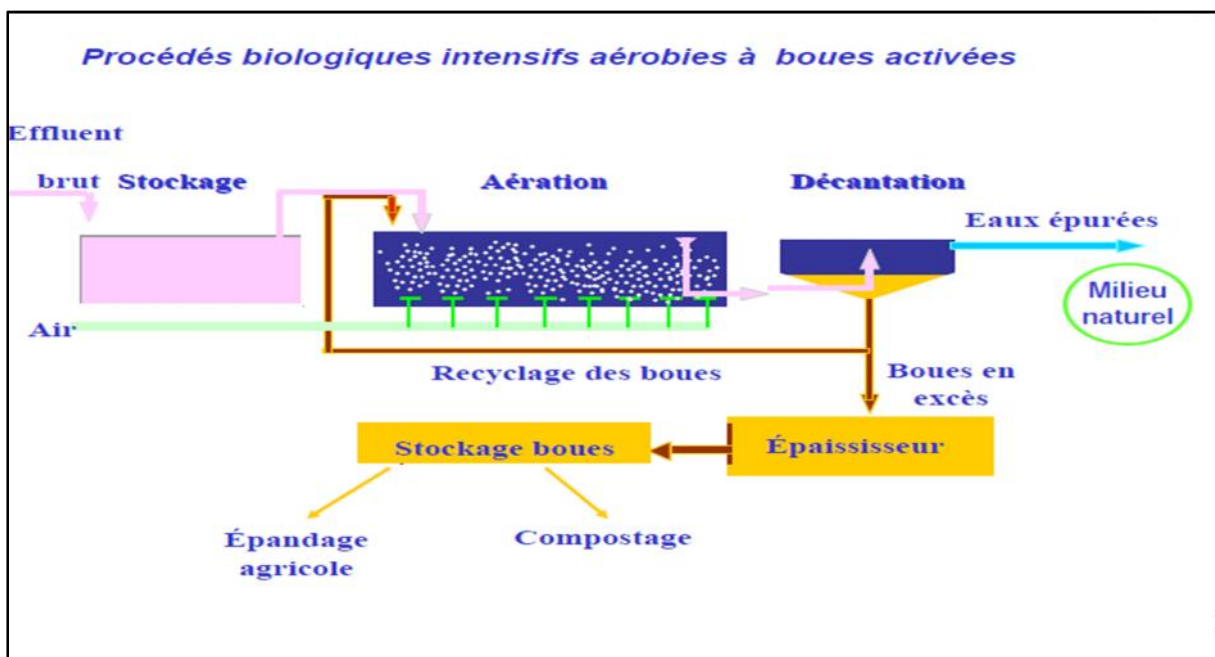 Procédés biologiques intensifs aérobies à boues activées
Effluent
brut
Stockage
Aération
Décantation
Eaux épurées
Milieu
naturel
Air
Recyclage des boues
Boues en
excès
Stockage boues
Épaississeur
Épandage
agricole
Compostage